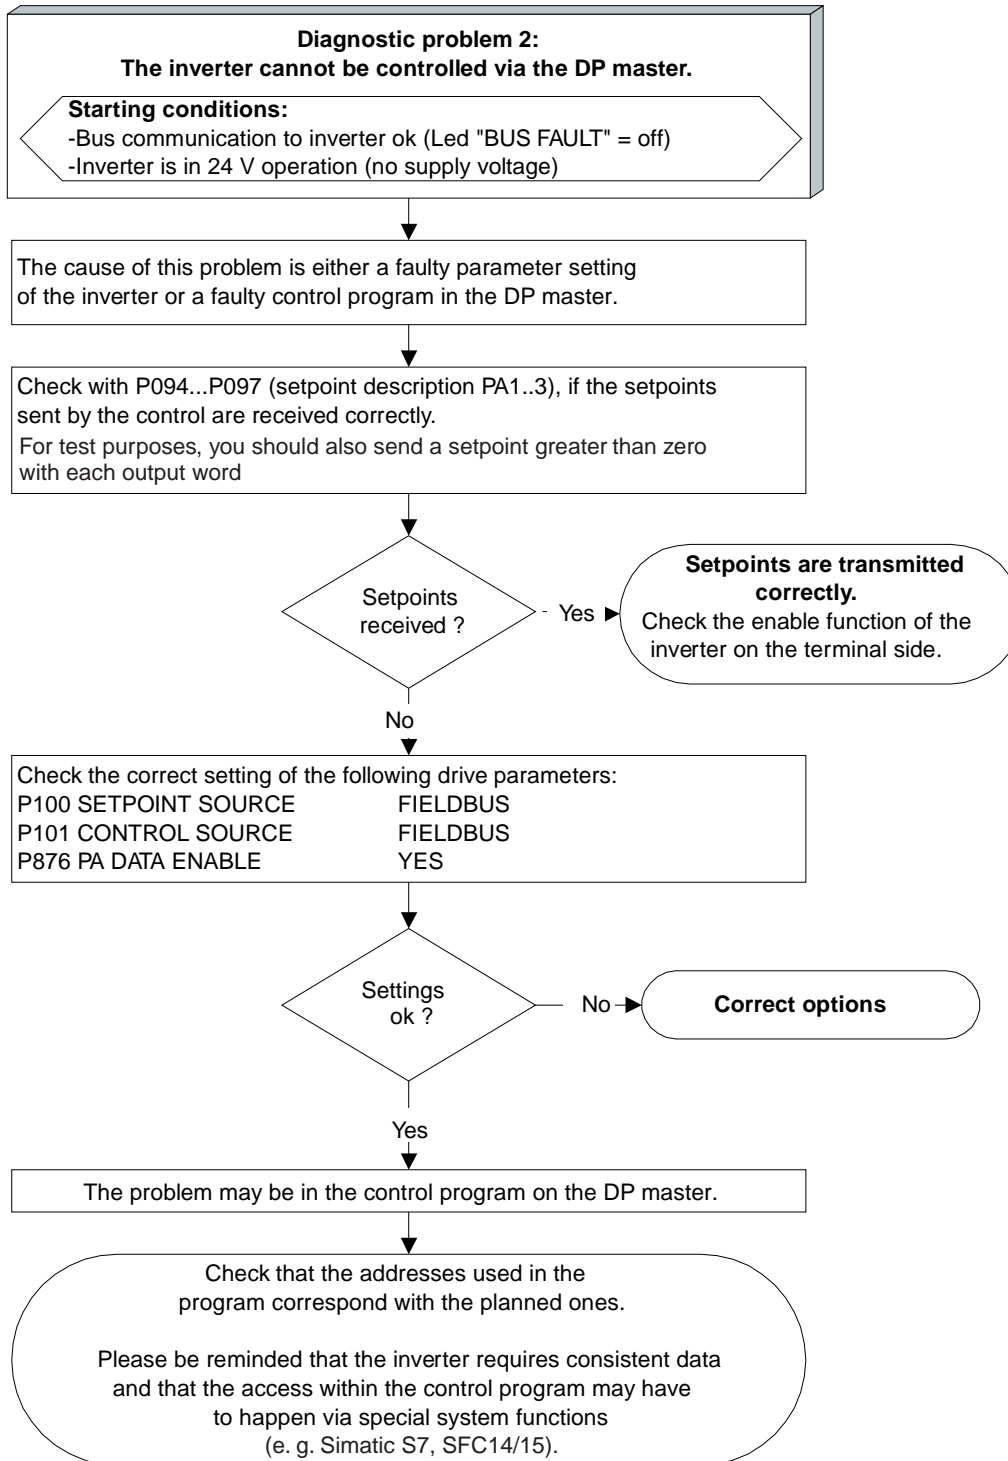 Diagnostic problem 2:
The inverter cannot be controlled via the DP master.
Starting conditions:
-Bus communication to inverter ok (Led "BUS FAULT" = off)
-Inverter is in 24 V operation (no supply voltage)
The cause of this problem is either a faulty parameter setting
of the inverter or a faulty control program in the DP master.
Check with P094...P097 (setpoint description PA1..3), if the setpoints
sent by the control are received correctly.
For test purposes, you should also send a setpoint greater than zero
with each output word
Setpoints
received ?
Yes
Setpoints are transmitted
correctly.
Check the enable function of the
inverter on the terminal side.
No
Check the correct setting of the following drive parameters:
P100 SETPOINT SOURCE FIELDBUS
P101 CONTROL SOURCE FIELDBUS
P876 PA DATA ENABLE YES
Settings
ok ?
No
Correct options
Yes
The problem may be in the control program on the DP master.
Check that the addresses used in the
program correspond with the planned ones.
Please be reminded that the inverter requires consistent data
and that the access within the control program may have
to happen via special system functions
(e. g. Simatic S7, SFC14/15).